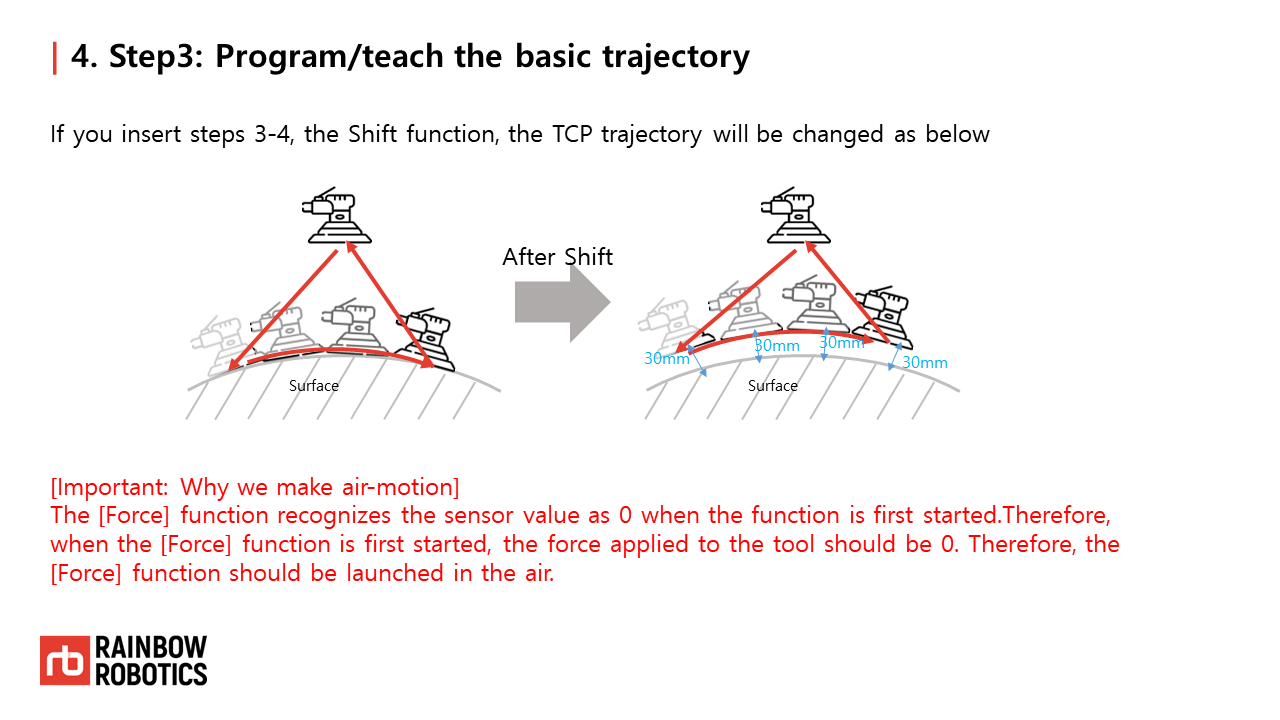 4. Step3: Program/teach the basic trajectory
If you insert steps 3-4, the Shift function, the TCP trajectory will be changed as below
After Shift
Surface
30mm
30mm
30mm
30mm
Surface
[Important: Why we make air-motion]
The [Force] function recognizes the sensor value as 0 when the function is first started.Therefore,
when the [Force] function is first started, the force applied to the tool should be 0. Therefore, the
[Force] function should be launched in the air.
rb
RAINBOW
ROBOTICS